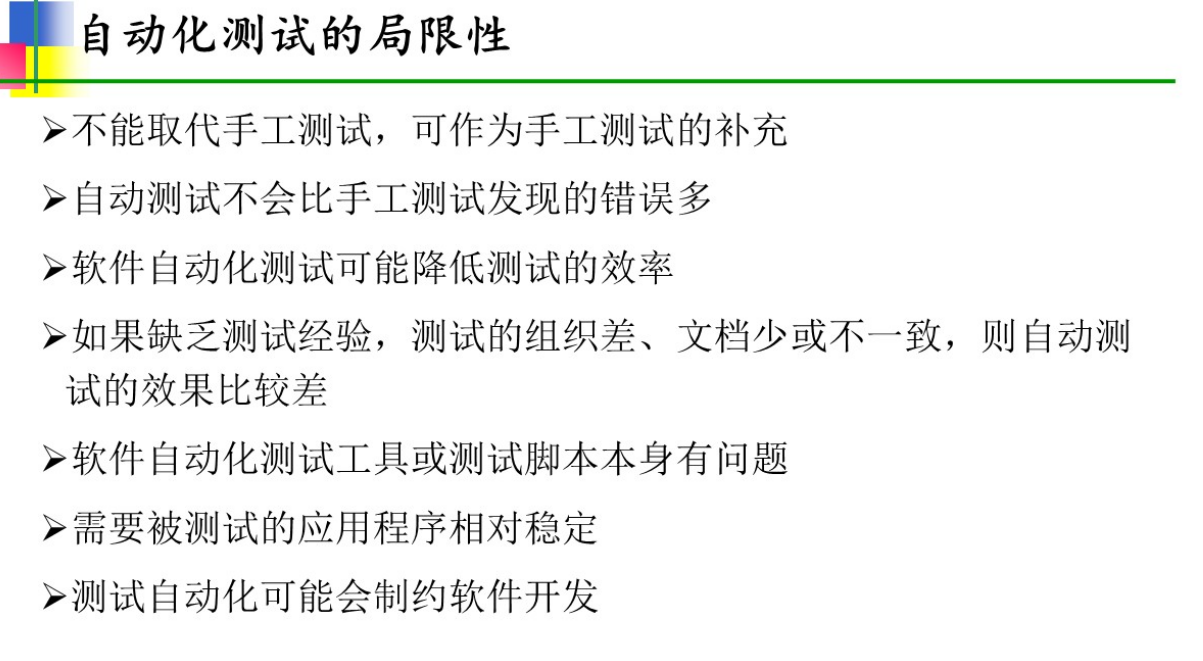 自动化测试的局限性
➢不能取代手工测试，可作为手工测试的补充
➢自动测试不会比手工测试发现的错误多
➢软件自动化测试可能降低测试的效率
➢如果缺乏测试经验，测试的组织差、文档少或不一致，则自动测
试的效果比较差
➢软件自动化测试工具或测试脚本本身有问题
➢需要被测试的应用程序相对稳定
➢测试自动化可能会制约软件开发